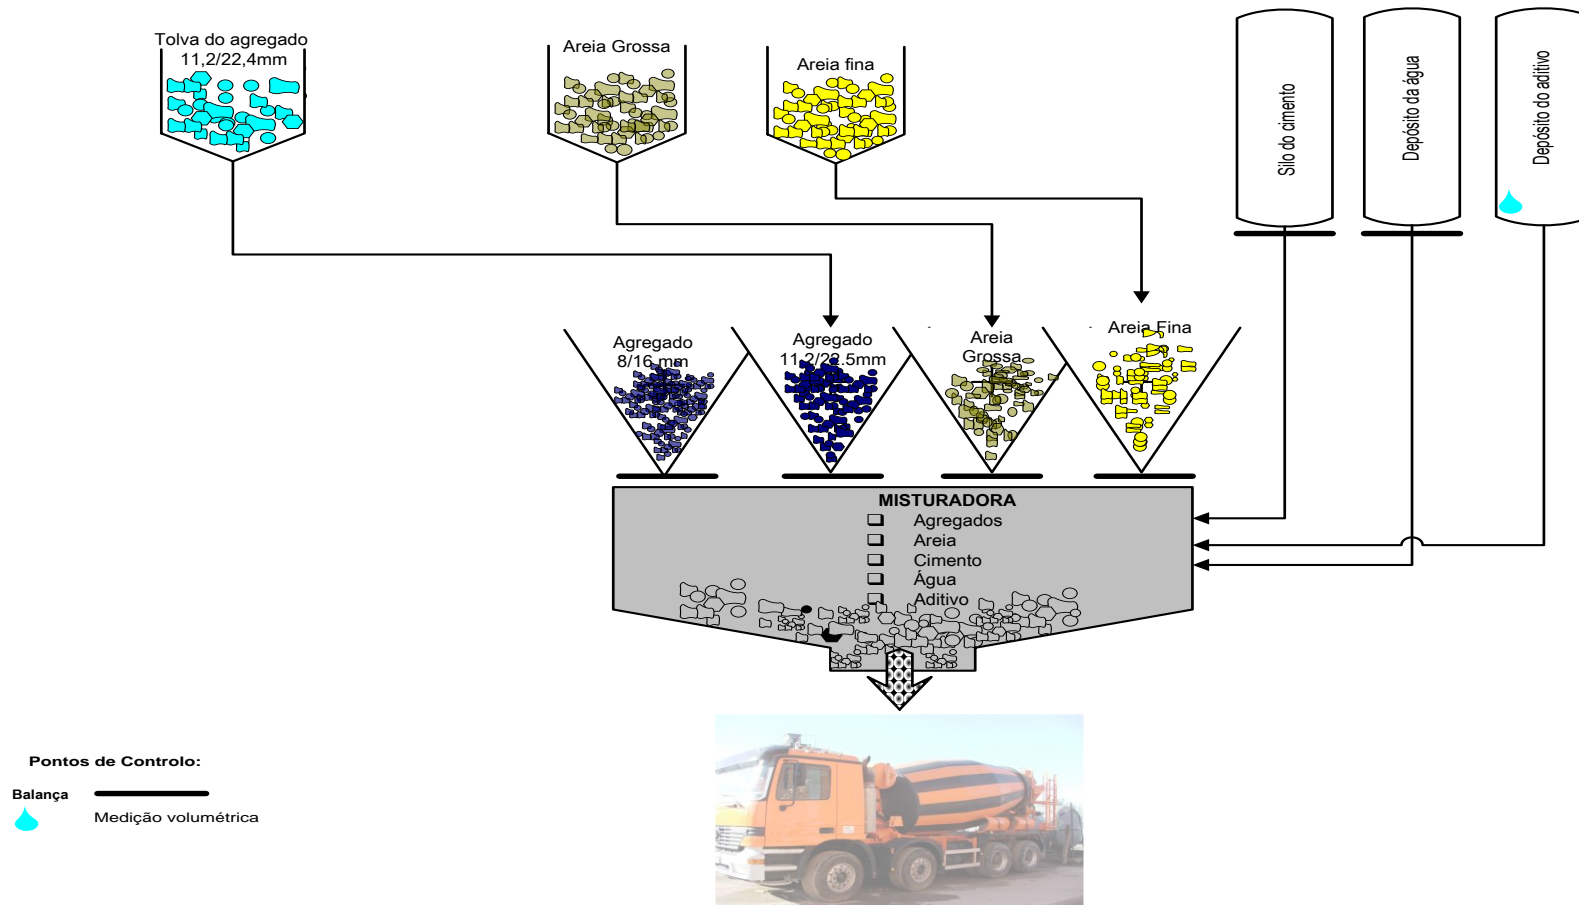 Tolva do agregado
11,2/22,4mm
Areia Grossa
Areia fina
Silo do cimento
Depósito da água
Depósito do aditivo
Agregado
8/16 mm
Agregado
11,2/22.5mm
Areia
Grossa
Areia Fina
MISTURADORA
Agregados
Areia
Cimento
Água
Aditivo
Pontos de Controlo:
Balança
Medição volumétrica